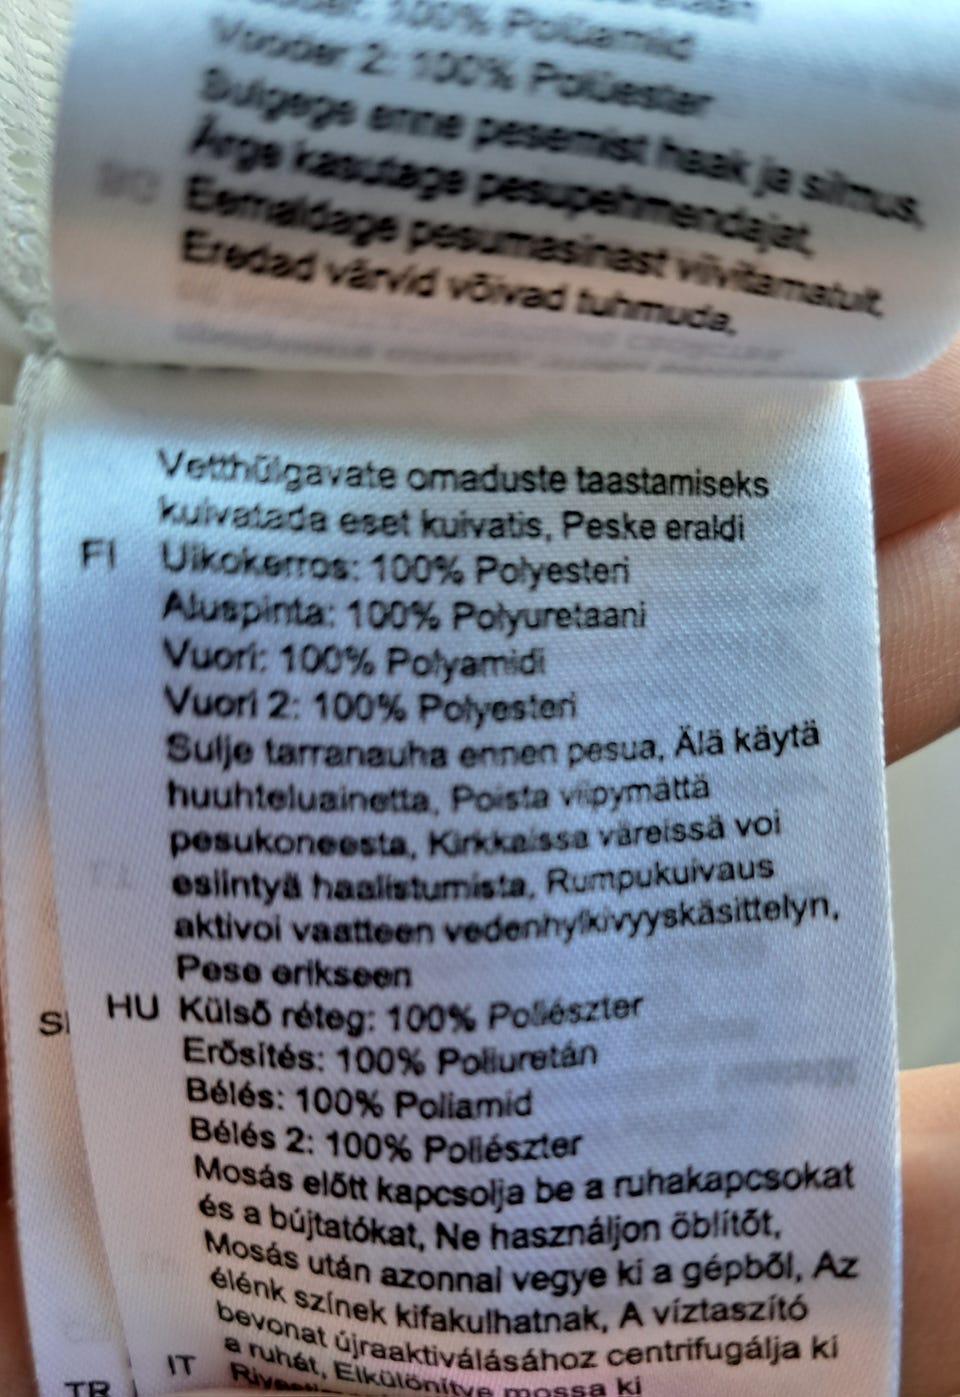 100% Polüamiid
Vooder 2: 100% Polüester
Sulgege enne pesemist haak ja silmus,
Ärge kasutage pesupehmendajat,
Eemaldage pesumasinast viivitamatult,
Eredad värvid võivad tuhmuda,
Vetthülgavate omaduste taastamiseks
kuivatada eset kuivatis, Peske eraldi
FI Ulkokerros: 100% Polyesteri
Aluspinta: 100% Polyuretaani
Vuori: 100% Polyamidi
Vuori 2: 100% Polyesteri
Sulje tarranauha ennen pesua, Älä käytä
huuhteluainetta, Poista viipymättä
pesukoneesta, Kirkkaissa väreissä voi
esiintyä haalistumista, Rumpukuivaus
aktivoi vaatteen vedenhylkivyyskäsittelyn,
Pese erikseen
HU Külső réteg: 100% Poliészter
Erősítés: 100% Poliuretán
Bélés: 100% Poliamid
Bélés 2: 100% Poliészter
Mosás előtt kapcsolja be a ruhakapcsokat
és a bújtatókat, Ne használjon öblítőt,
Mosás után azonnal vegye ki a gépből, Az
élénk színek kifakulhatnak, A víztaszító
bevonat újraaktiválásához centrifugálja ki
a ruhát, Elkülönítve mossa ki
IT
TR